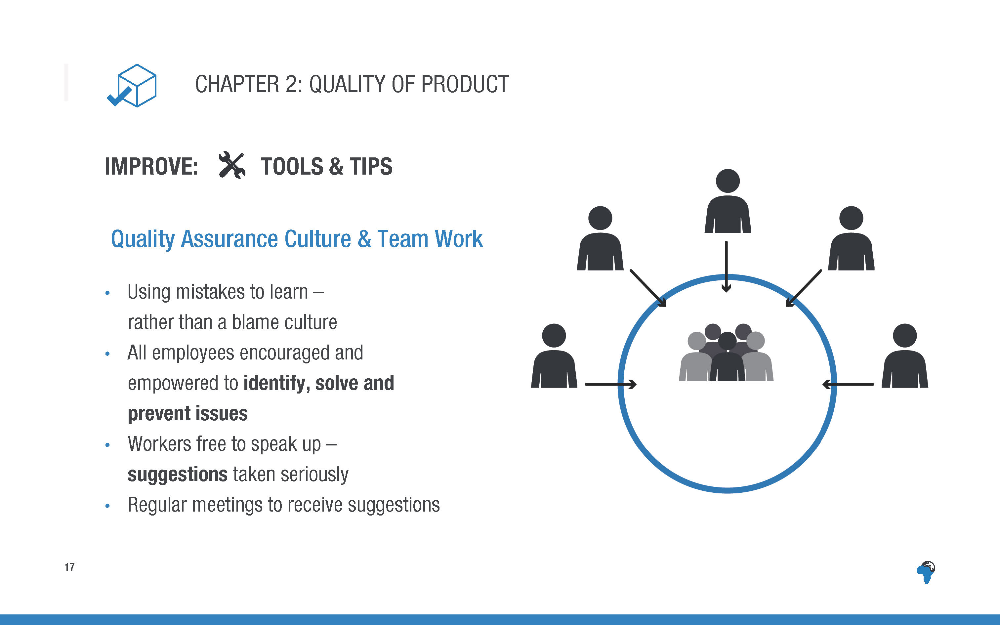 CHAPTER 2: QUALITY OF PRODUCT
IMPROVE: TOOLS & TIPS
Quality Assurance Culture & Team Work
• Using mistakes to learn –
rather than a blame culture
• All employees encouraged and
empowered to identify, solve and
prevent issues
• Workers free to speak up –
suggestions taken seriously
• Regular meetings to receive suggestions
17